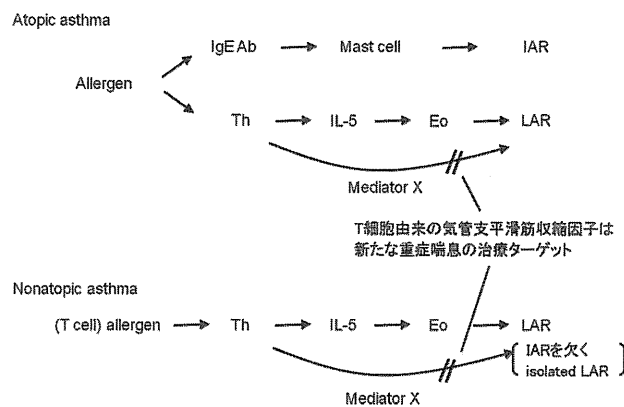 Atopic asthma
IgE Ab → Mast cell → IAR
Allergen
Th → IL-5 → Eo → LAR
Mediator X
T細胞由来の気管支平滑筋収縮因子は
新たな重症喘息の治療ターゲット
Nonatopic asthma
(T cell) allergen → Th → IL-5 → Eo → LAR
IARを欠く
isolated LAR
Mediator X